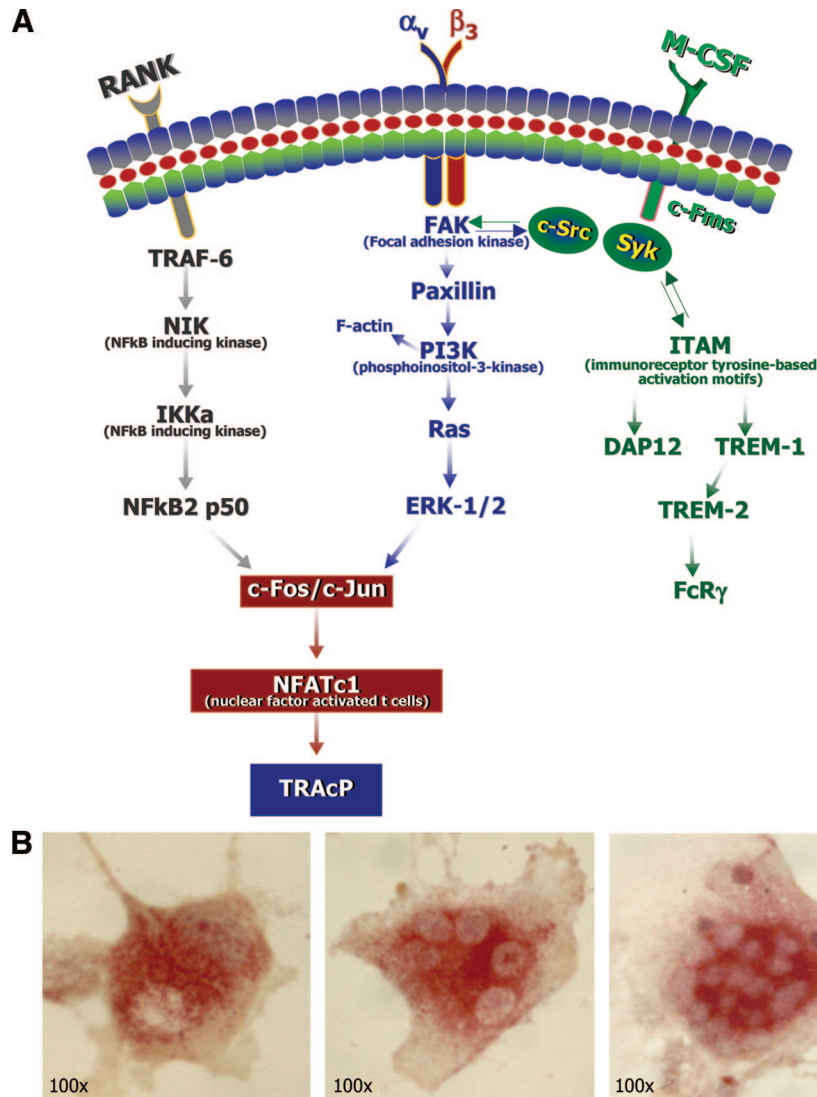 A
RANK
αv β3
M-CSF
c-Fms
TRAF-6
NIK
(NFkB inducing kinase)
IKKa
(NFkB inducing kinase)
NFkB2 p50
FAK
(Focal adhesion kinase)
c-Src
Syk
Paxillin
F-actin
PI3K
(phosphoinositol-3-kinase)
Ras
ERK-1/2
ITAM
(immunoreceptor tyrosine-based
activation motifs)
DAP12 TREM-1
TREM-2
FcRγ
c-Fos/c-Jun
NFATc1
(nuclear factor activated t cells)
TRAcP
B
100x 100x 100x